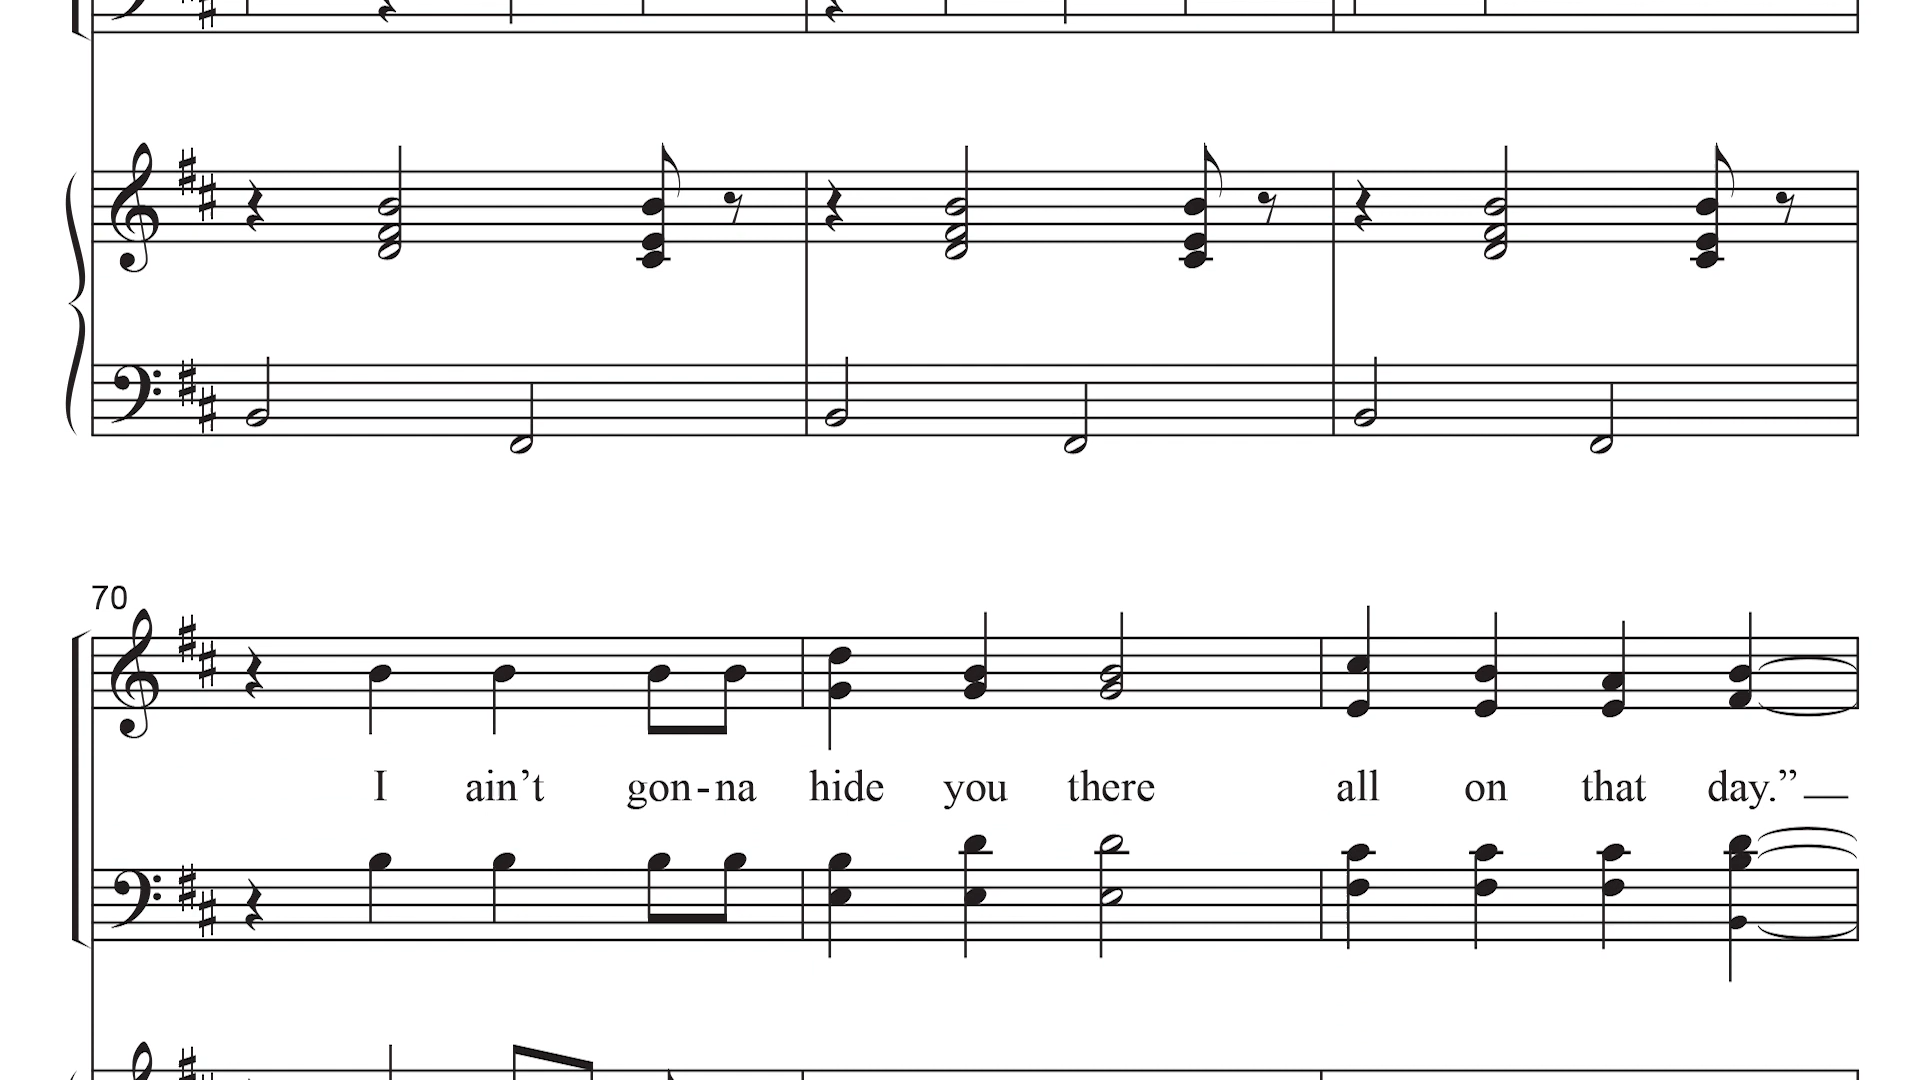 70
I ain’t gon-na hide you there all on that day.”